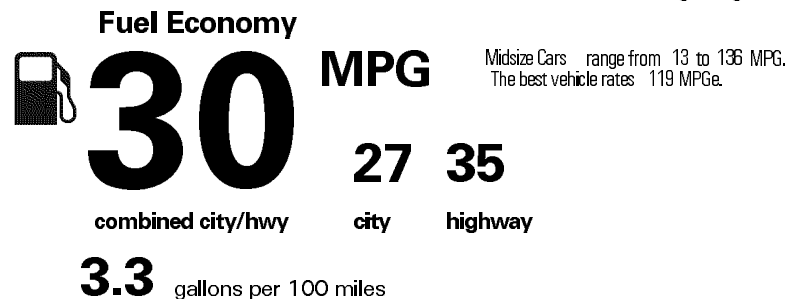 Fuel Economy
30 MPG
Midsize Cars range from 13 to 136 MPG.
The best vehicle rates 119 MPGe.
27 35
combined city/hwy city highway
3.3 gallons per 100 miles